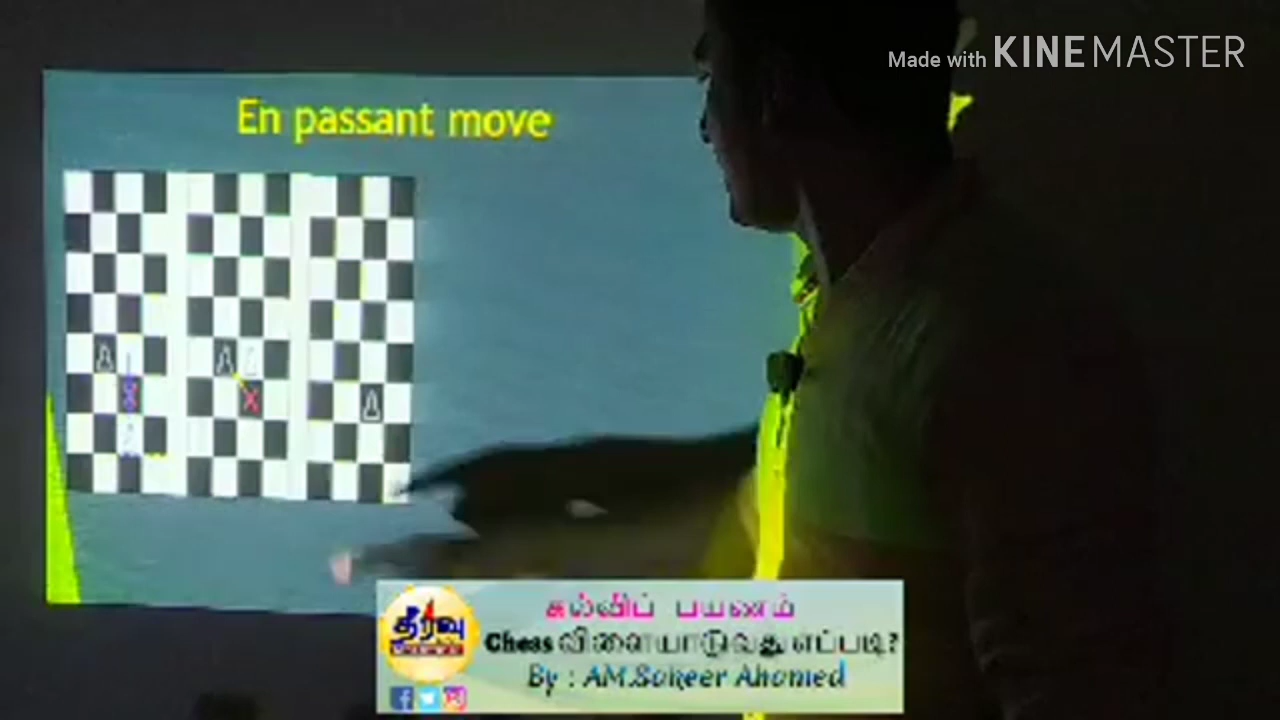 Made with KINEMASTER
En passant move
தீர்வு
கல்விப் பயணம்
Chess விளையாடுவது எப்படி?
By : AM.Sakeer Ahamed